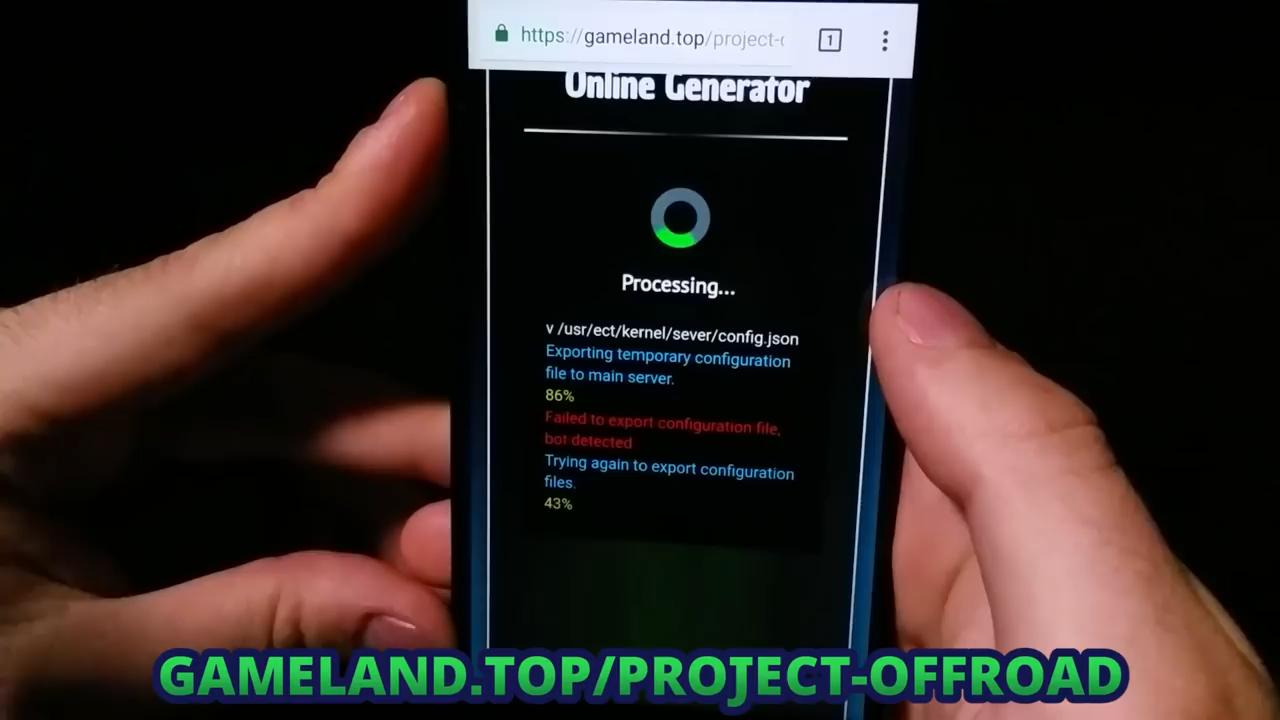 https://gameland.top/project-
1
Online Generator
Processing...
v /usr/ect/kernel/sever/config.json
Exporting temporary configuration
file to main server.
86%
Failed to export configuration file,
bot detected
Trying again to export configuration
files.
43%
GAMELAND.TOP/PROJECT-OFFROAD